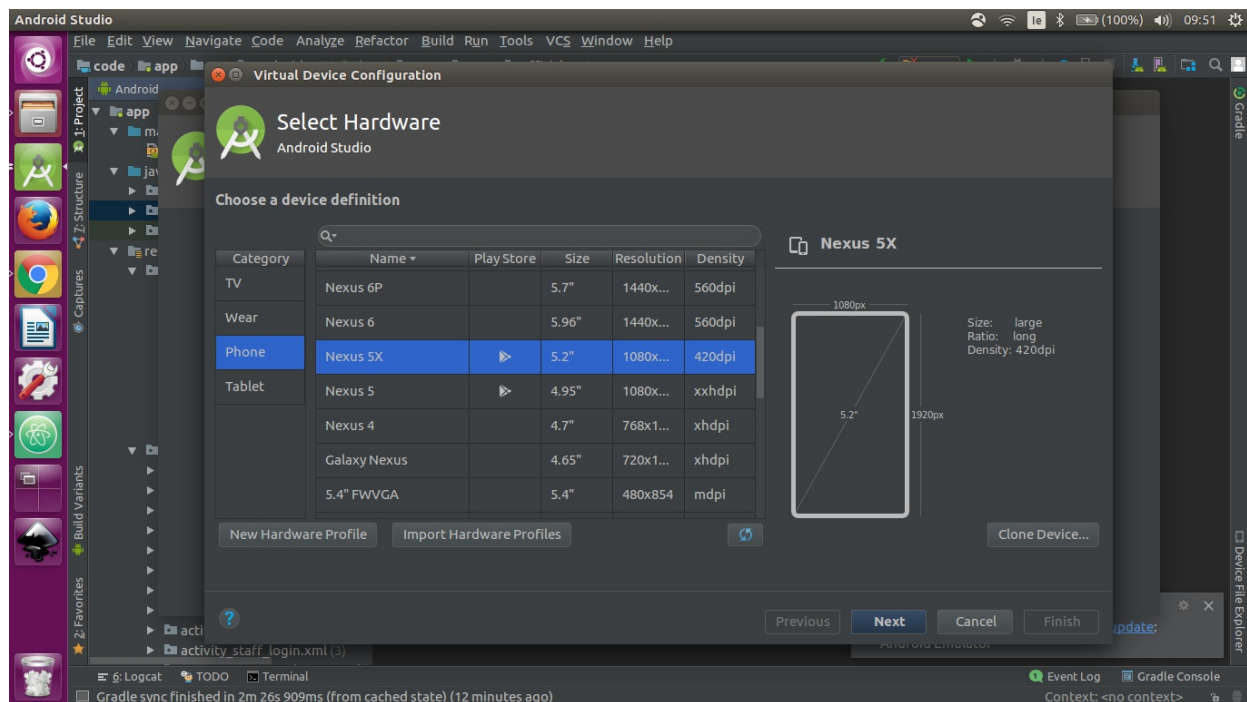 Android Studio
le
(100%)
09:51
File Edit View Navigate Code Analyze Refactor Build Run Tools VCS Window Help
code
app
Android
app
re
1: Project
7: Structure
Captures
Build Variants
2: Favorites
Virtual Device Configuration
Select Hardware
Android Studio
Choose a device definition
Category
TV
Wear
Phone
Tablet
Name Play Store Size Resolution Density
Nexus 6P 5.7" 1440x... 560dpi
Nexus 6 5.96" 1440x... 560dpi
Nexus 5X 5.2" 1080x... 420dpi
Nexus 5 4.95" 1080x... xxhdpi
Nexus 4 4.7" 768x1... xhdpi
Galaxy Nexus 4.65" 720x1... xhdpi
5.4" FWVGA 5.4" 480x854 mdpi
New Hardware Profile
Import Hardware Profiles
Nexus 5X
1080px
5.2"
1920px
Size: large
Ratio: long
Density: 420dpi
Clone Device...
?
Previous Next Cancel Finish
update:
Android Emulator
activity_staff_login.xml (3)
Gradle
Device File Explorer
6: Logcat
TODO
Terminal
Event Log
Gradle Console
Gradle sync finished in 2m 26s 909ms (from cached state) (12 minutes ago)
Context: <no context>